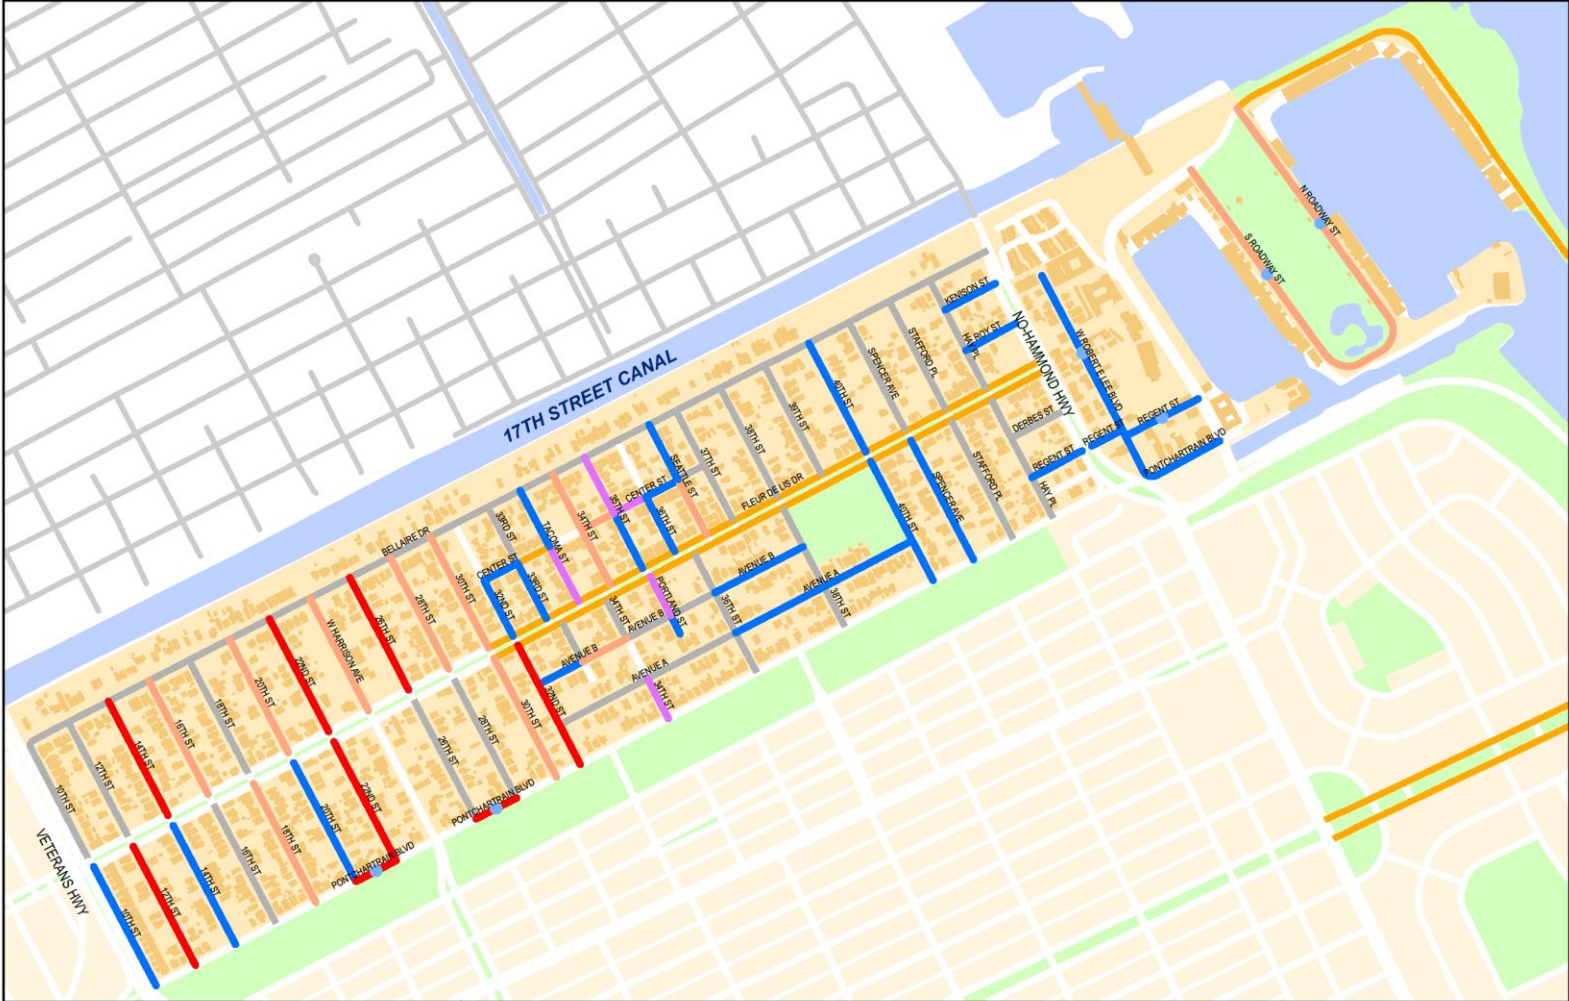 N ROADWAY ST
S ROADWAY ST
KENISON ST
ROY ST
HAY PL
NO-HAMMOND HWY
W ROBERT E LEE BLVD
STAFFORD PL
SPENCER AVE
40TH ST
39TH ST
38TH ST
37TH ST
17TH STREET CANAL
REGENT ST
REGENT ST
REGENT ST
PONTCHARTRAIN BLVD
DERBES ST
HAY PL
STAFFORD PL
SPENCER AVE
40TH ST
FLEUR DE LIS DR
SEATTLE ST
CENTER ST
36TH ST
35TH ST
34TH ST
TACOMA ST
33RD ST
BELLAIRE DR
CENTER ST
33RD ST
32ND ST
30TH ST
28TH ST
26TH ST
W HARRISON AVE
22ND ST
20TH ST
18TH ST
16TH ST
14TH ST
12TH ST
10TH ST
AVENUE B
AVENUE A
38TH ST
36TH ST
PORTLAND ST
34TH ST
AVENUE B
AVENUE B
AVENUE A
34TH ST
32ND ST
30TH ST
28TH ST
26TH ST
PONTCHARTRAIN BLVD
22ND ST
20TH ST
PONTCHARTRAIN BLVD
18TH ST
16TH ST
14TH ST
12TH ST
10TH ST
VETERANS HWY